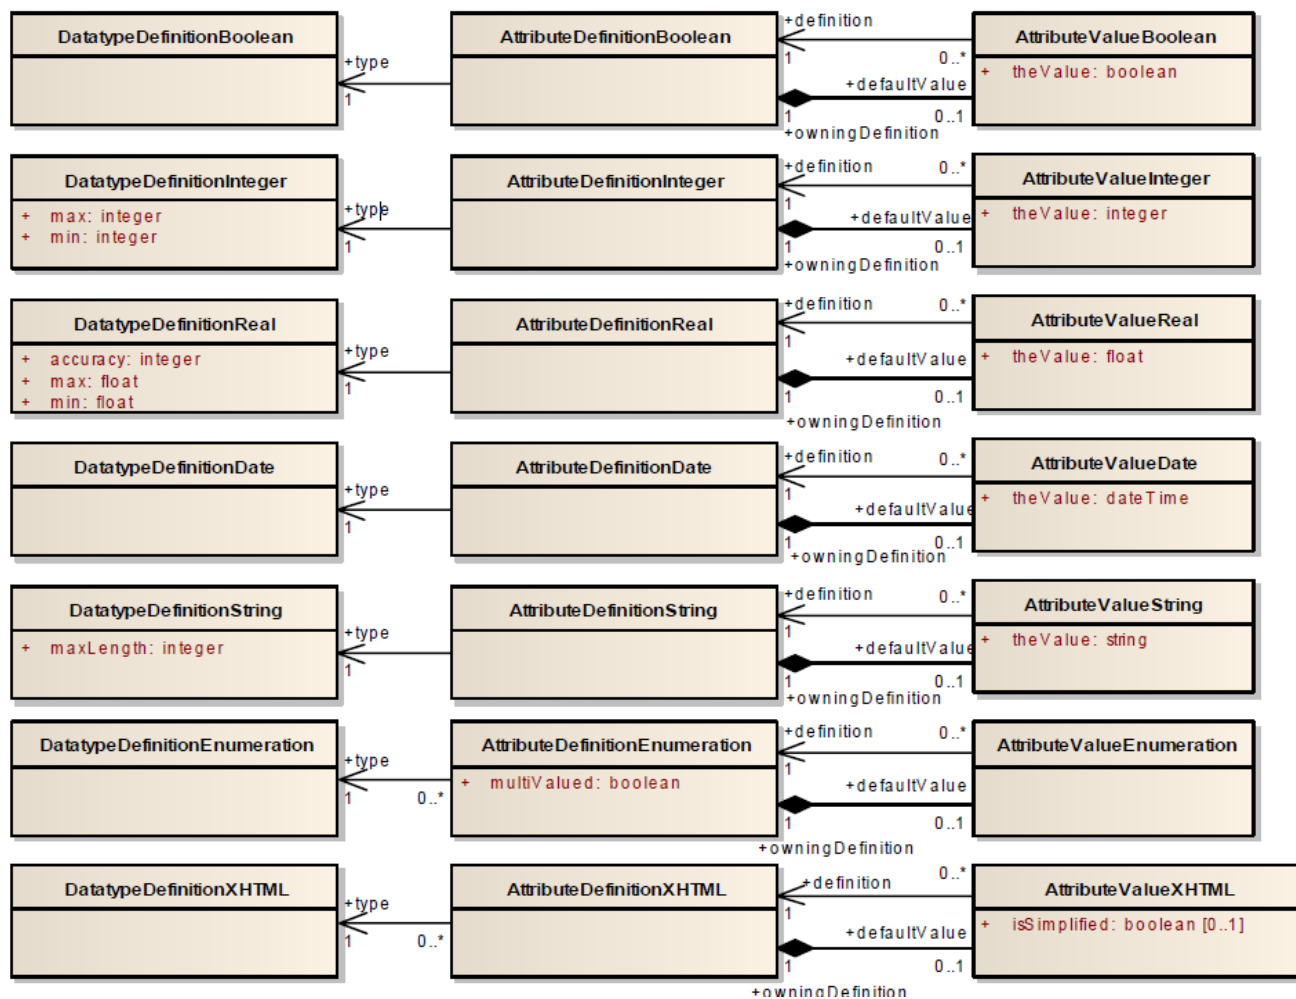 DatatypeDefinitionBoolean
+type
1
AttributeDefinitionBoolean
+definition
1
0..*
+defaultValue
1
0..1
+owningDefinition
AttributeValueBoolean
+ theValue: boolean
DatatypeDefinitionInteger
+ max: integer
+ min: integer
+type
1
AttributeDefinitionInteger
+definition
0..*
1
+defaultValue
1
0..1
+owningDefinition
AttributeValueInteger
+ theValue: integer
DatatypeDefinitionReal
+ accuracy: integer
+ max: float
+ min: float
+type
1
AttributeDefinitionReal
+definition
0..*
1
+defaultValue
1
0..1
+owningDefinition
AttributeValueReal
+ theValue: float
DatatypeDefinitionDate
+type
1
AttributeDefinitionDate
+definition
0..*
1
+defaultValue
1
0..1
+owningDefinition
AttributeValueDate
+ theValue: dateTime
DatatypeDefinitionString
+ maxLength: integer
+type
1
AttributeDefinitionString
+definition
0..*
1
+defaultValue
1
0..1
+owningDefinition
AttributeValueString
+ theValue: string
DatatypeDefinitionEnumeration
+type
1
0..*
AttributeDefinitionEnumeration
+ multiValued: boolean
+definition
0..*
1
+defaultValue
1
0..1
+owningDefinition
AttributeValueEnumeration
DatatypeDefinitionXHTML
+type
1
0..*
AttributeDefinitionXHTML
+definition
0..*
1
+defaultValue
1
0..1
+owningDefinition
AttributeValueXHTML
+ isSimplified: boolean [0..1]